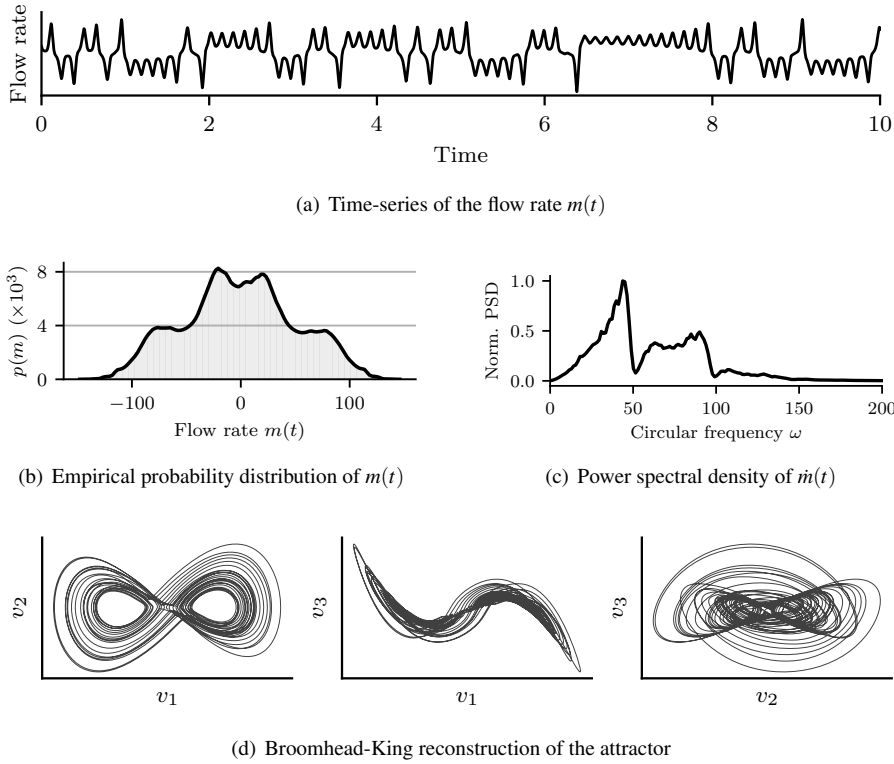 Flow rate
0 2 4 6 8 10
Time
(a) Time-series of the flow rate m(t)
p(m) (×10³)
8
4
0
−100 0 100
Flow rate m(t)
Norm. PSD
1.0
0.5
0.0
0 50 100 150 200
Circular frequency ω
(b) Empirical probability distribution of m(t)
(c) Power spectral density of ṁ(t)
v₂
v₁
v₃
v₁
v₃
v₂
(d) Broomhead-King reconstruction of the attractor